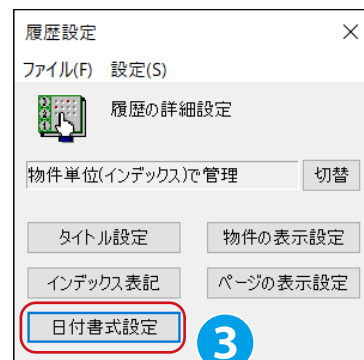 履歴設定
ファイル(F) 設定(S)
履歴の詳細設定
物件単位(インデックス)で管理 切替
タイトル設定 物件の表示設定
インデックス表記 ページの表示設定
日付書式設定
3